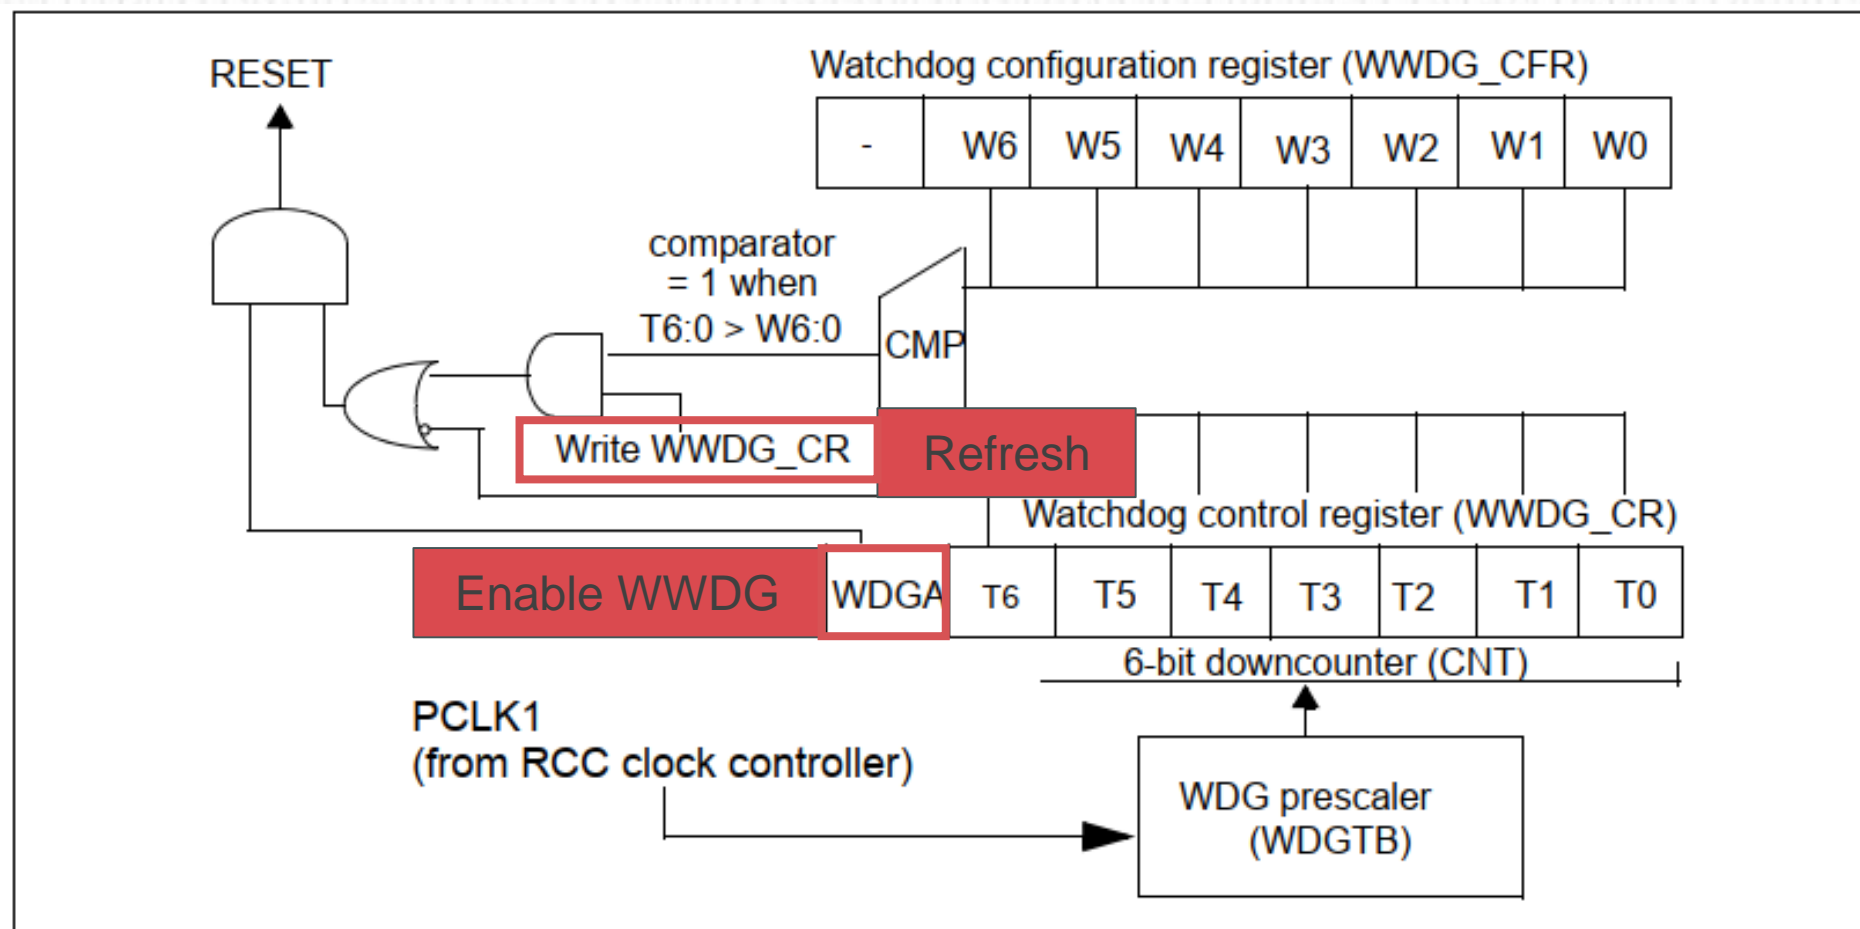 RESET
Watchdog configuration register (WWDG_CFR)
- W6 W5 W4 W3 W2 W1 W0
comparator
= 1 when
T6:0 > W6:0
CMP
Write WWDG_CR
Refresh
Watchdog control register (WWDG_CR)
Enable WWDG
WDGA T6 T5 T4 T3 T2 T1 T0
6-bit downcounter (CNT)
PCLK1
(from RCC clock controller)
WDG prescaler
(WDGTB)